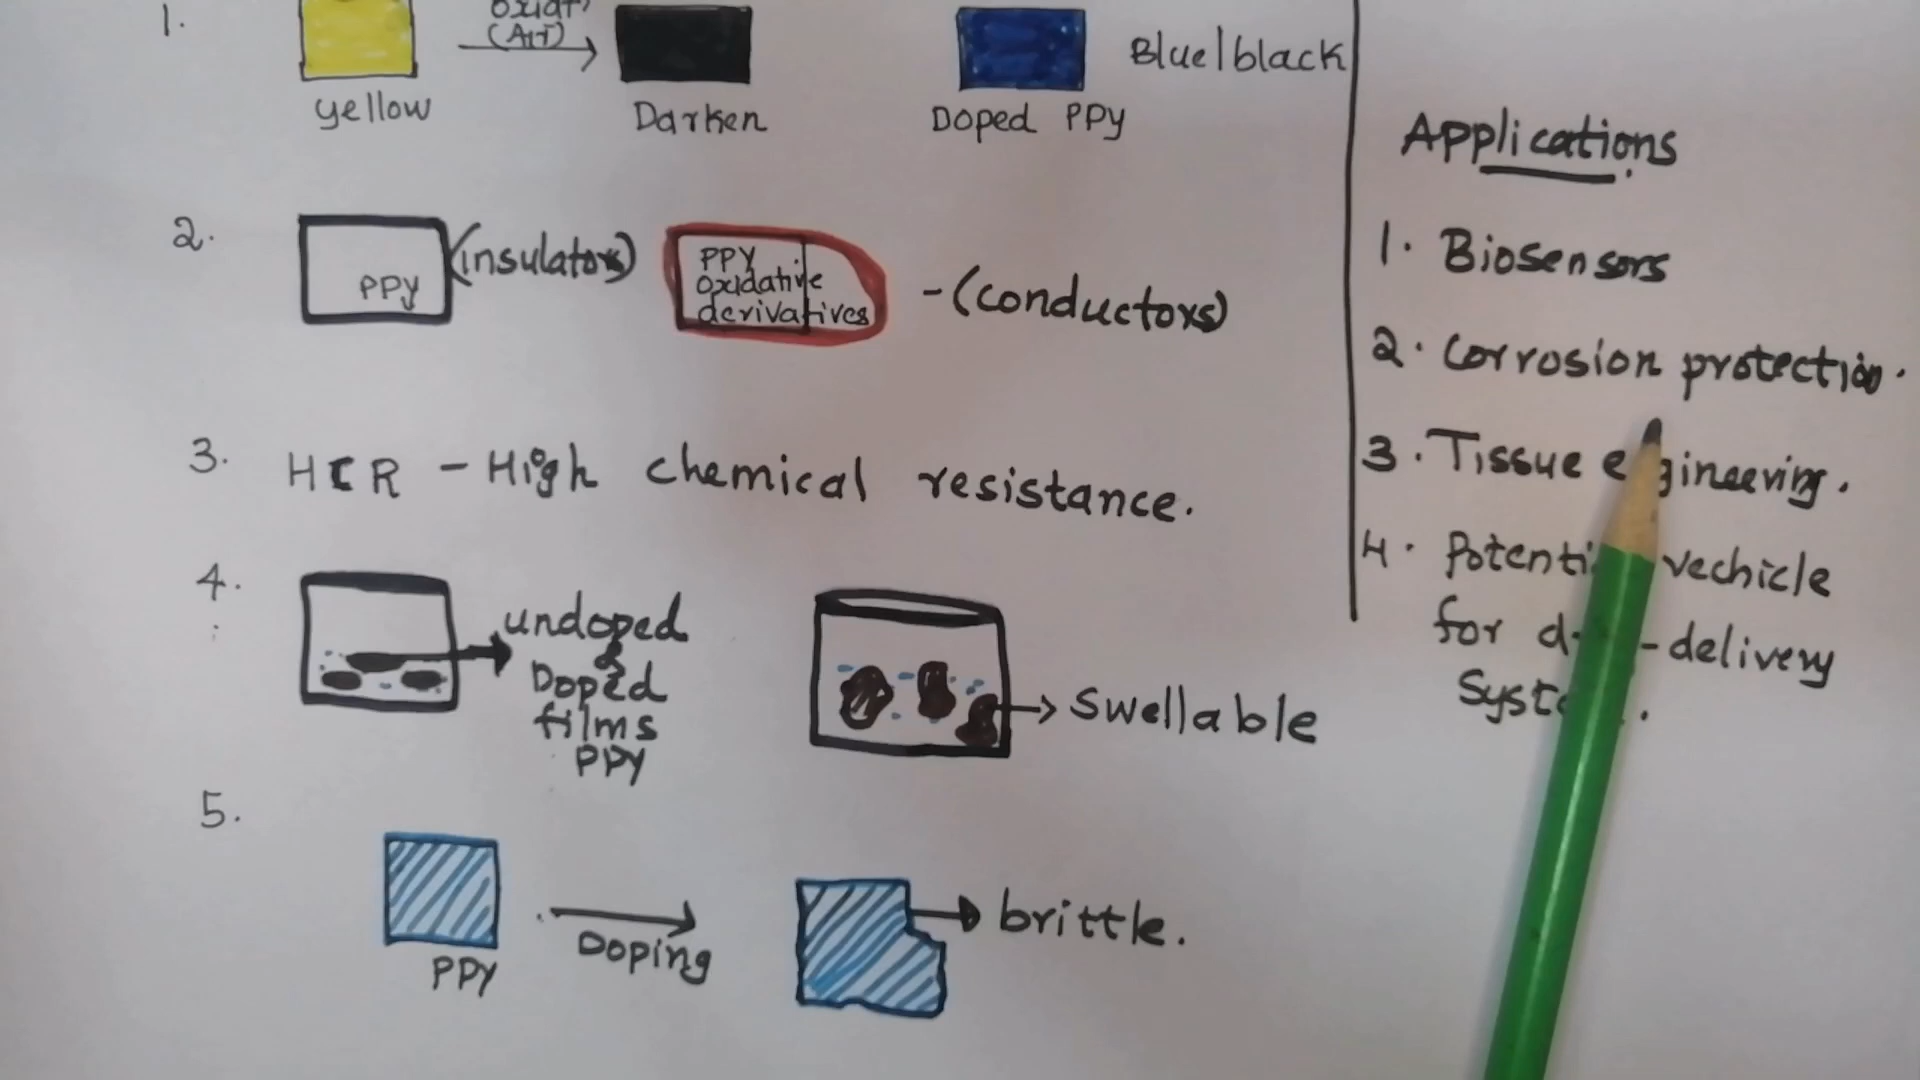 1.
(Air)
yellow
Darken
Doped PPy
Blue/black
2.
PPy
(insulators)
PPY
oxidative
derivatives
-(conductors)
3. HCR - High chemical resistance.
4.
undoped
&
Doped
films
PPY
Swellable
5.
PPY
Doping
brittle.
Applications
1. Biosensors
2. Corrosion protection.
3. Tissue engineering.
4. vechicle
for -delivery